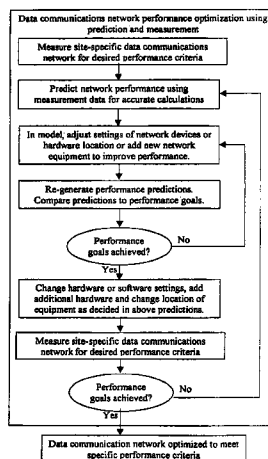 Data communications network performance optimization using
prediction and measurement
Measure site-specific data communications
network for desired performance criteria
Predict network performance using
measurement data for accurate calculations
In model, adjust settings of network devices or
hardware location or add new network
equipment to improve performance.
Re-generate performance predictions.
Compare predictions to performance goals.
Performance
goals achieved?
No
Yes
Change hardware or software settings, add
additional hardware and change location of
equipment as decided in above predictions.
Measure site-specific data communications
network for desired performance criteria
Performance
goals achieved?
No
Yes
Data communication network optimized to meet
specific performance criteria